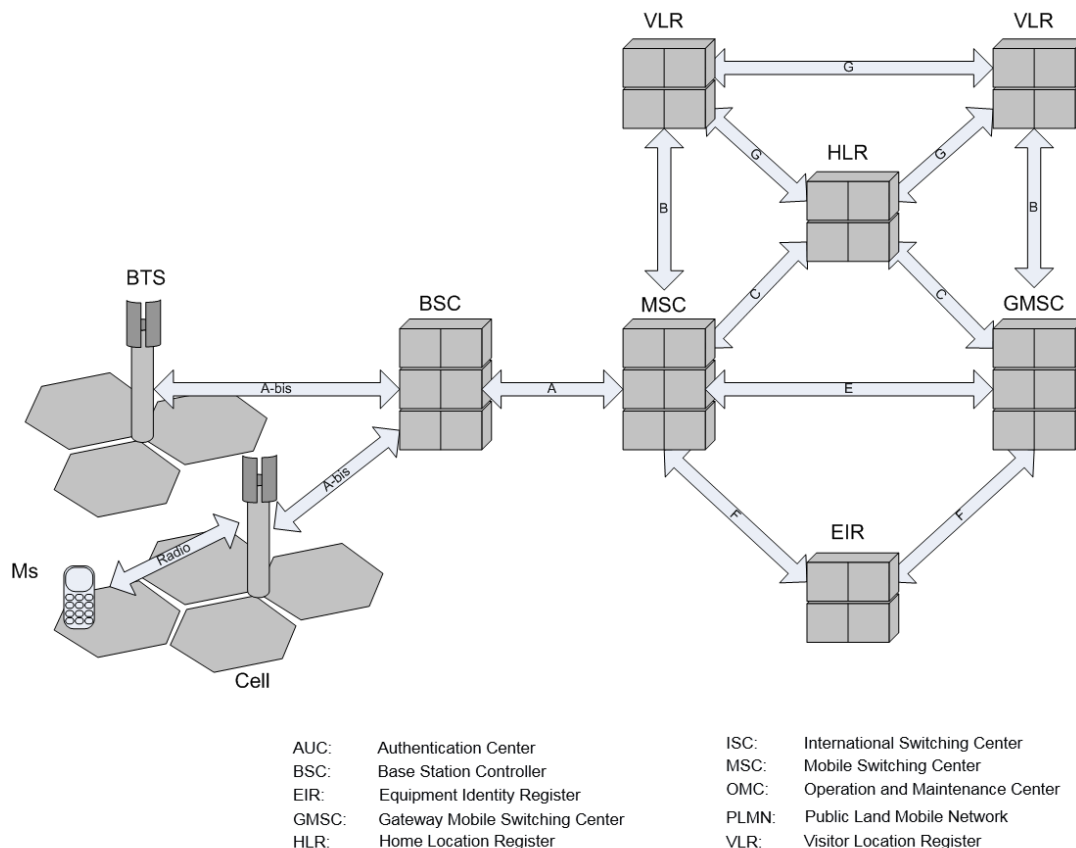 VLR
VLR
G
G
HLR
G
B
B
BTS
BSC
MSC
C
C
GMSC
A-bis
A
E
A-bis
F
EIR
F
Radio
Ms
Cell
AUC: Authentication Center
BSC: Base Station Controller
EIR: Equipment Identity Register
GMSC: Gateway Mobile Switching Center
HLR: Home Location Register
ISC: International Switching Center
MSC: Mobile Switching Center
OMC: Operation and Maintenance Center
PLMN: Public Land Mobile Network
VLR: Visitor Location Register